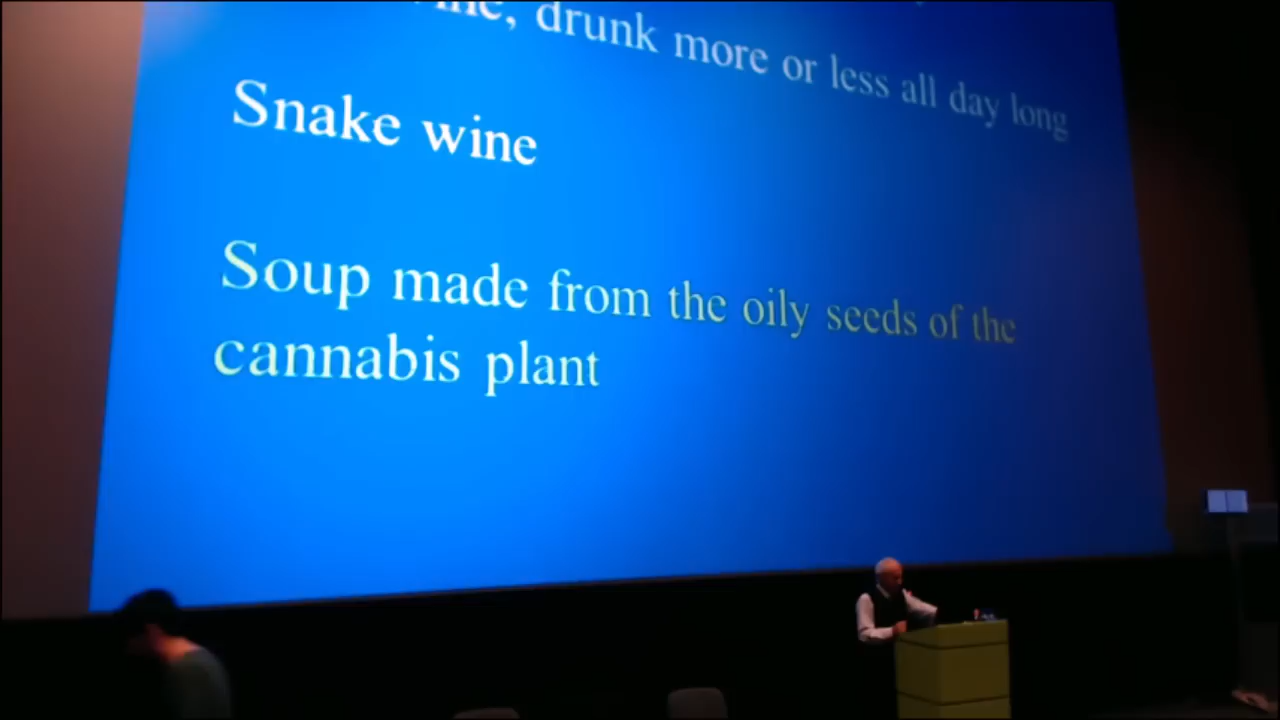 drunk more or less all day long
Snake wine
Soup made from the oily seeds of the
cannabis plant